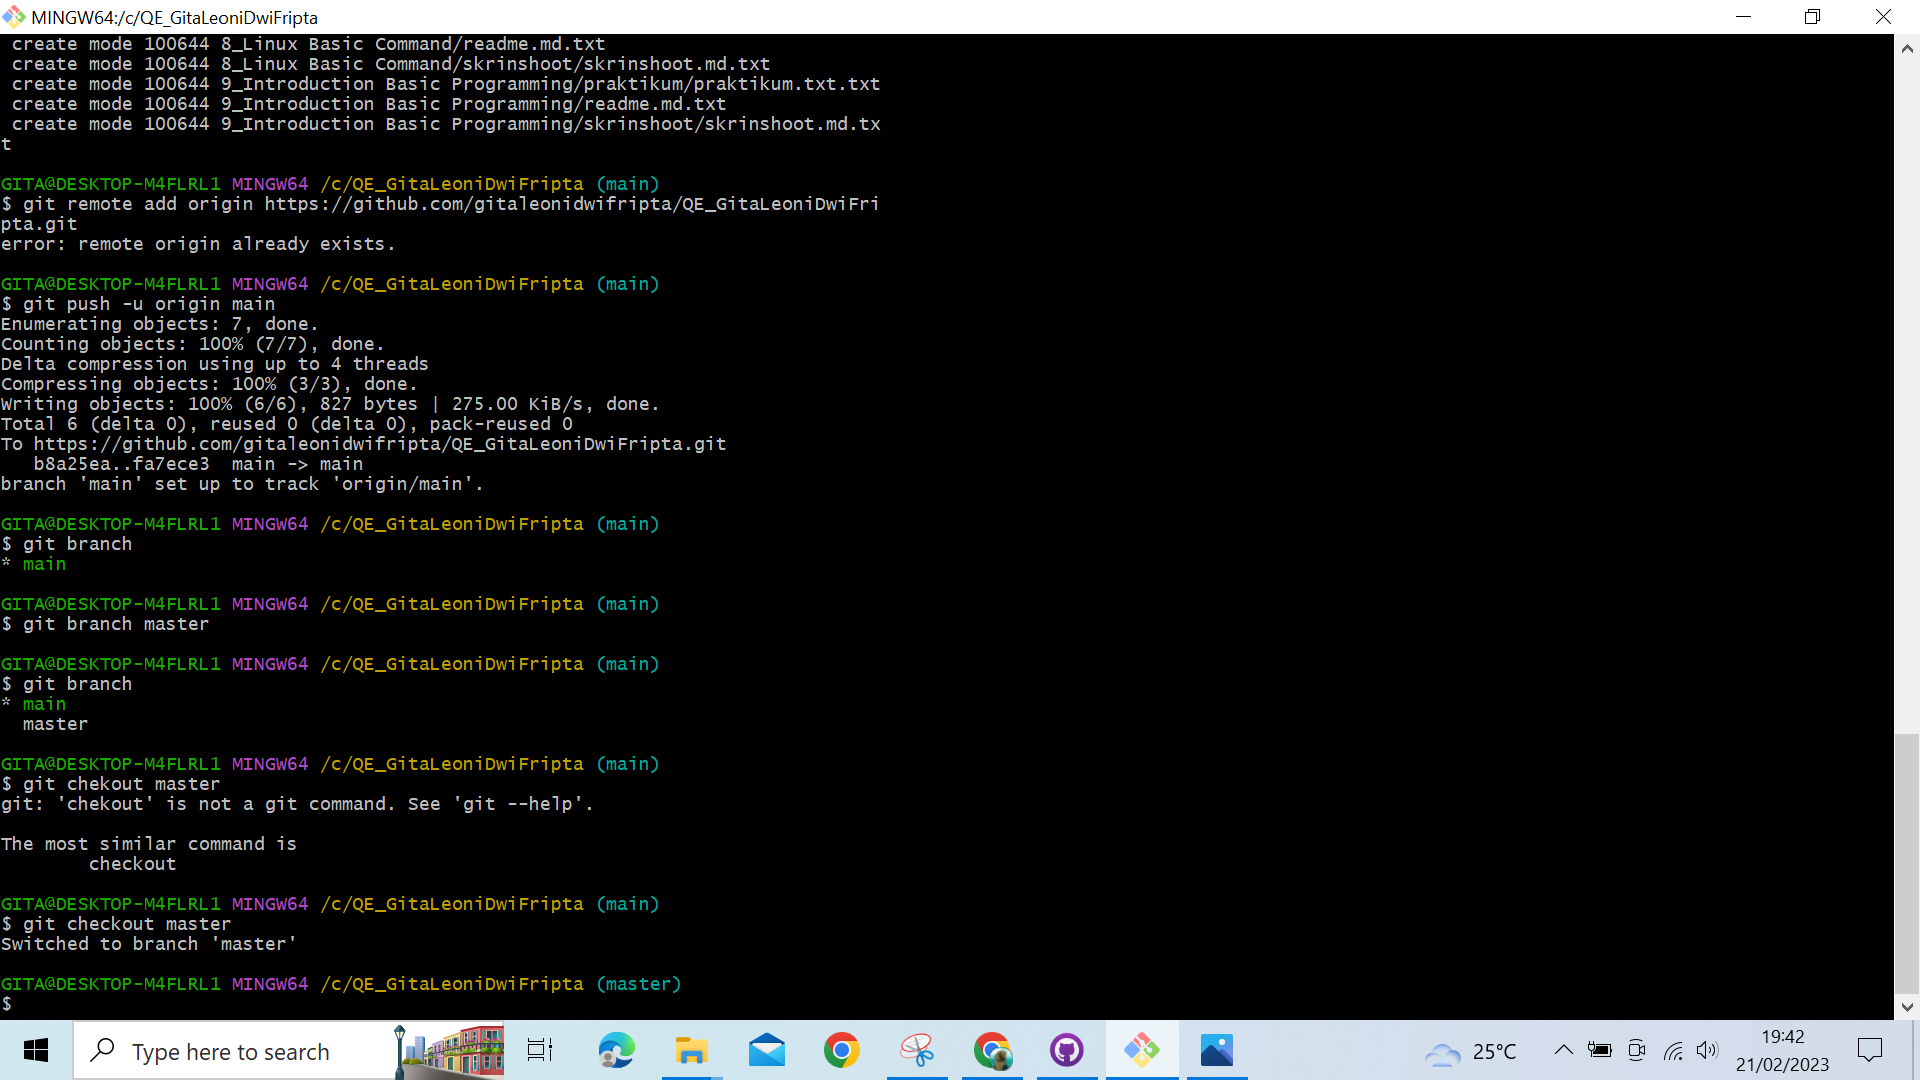 MINGW64:/c/QE_GitaLeoniDwiFripta
create mode 100644 8_Linux Basic Command/readme.md.txt
create mode 100644 8_Linux Basic Command/skrinshoot/skrinshoot.md.txt
create mode 100644 9_Introduction Basic Programming/praktikum/praktikum.txt.txt
create mode 100644 9_Introduction Basic Programming/readme.md.txt
create mode 100644 9_Introduction Basic Programming/skrinshoot/skrinshoot.md.tx
t
GITA@DESKTOP-M4FLRL1 MINGW64 /c/QE_GitaLeoniDwiFripta (main)
$ git remote add origin https://github.com/gitaleonidwifripta/QE_GitaLeoniDwiFri
pta.git
error: remote origin already exists.
GITA@DESKTOP-M4FLRL1 MINGW64 /c/QE_GitaLeoniDwiFripta (main)
$ git push -u origin main
Enumerating objects: 7, done.
Counting objects: 100% (7/7), done.
Delta compression using up to 4 threads
Compressing objects: 100% (3/3), done.
Writing objects: 100% (6/6), 827 bytes | 275.00 KiB/s, done.
Total 6 (delta 0), reused 0 (delta 0), pack-reused 0
To https://github.com/gitaleonidwifripta/QE_GitaLeoniDwiFripta.git
b8a25ea..fa7ece3  main -> main
branch 'main' set up to track 'origin/main'.
GITA@DESKTOP-M4FLRL1 MINGW64 /c/QE_GitaLeoniDwiFripta (main)
$ git branch
* main
GITA@DESKTOP-M4FLRL1 MINGW64 /c/QE_GitaLeoniDwiFripta (main)
$ git branch master
GITA@DESKTOP-M4FLRL1 MINGW64 /c/QE_GitaLeoniDwiFripta (main)
$ git branch
* main
master
GITA@DESKTOP-M4FLRL1 MINGW64 /c/QE_GitaLeoniDwiFripta (main)
$ git chekout master
git: 'chekout' is not a git command. See 'git --help'.
The most similar command is
checkout
GITA@DESKTOP-M4FLRL1 MINGW64 /c/QE_GitaLeoniDwiFripta (main)
$ git checkout master
Switched to branch 'master'
GITA@DESKTOP-M4FLRL1 MINGW64 /c/QE_GitaLeoniDwiFripta (master)
$
Type here to search
25°C
19:42
21/02/2023